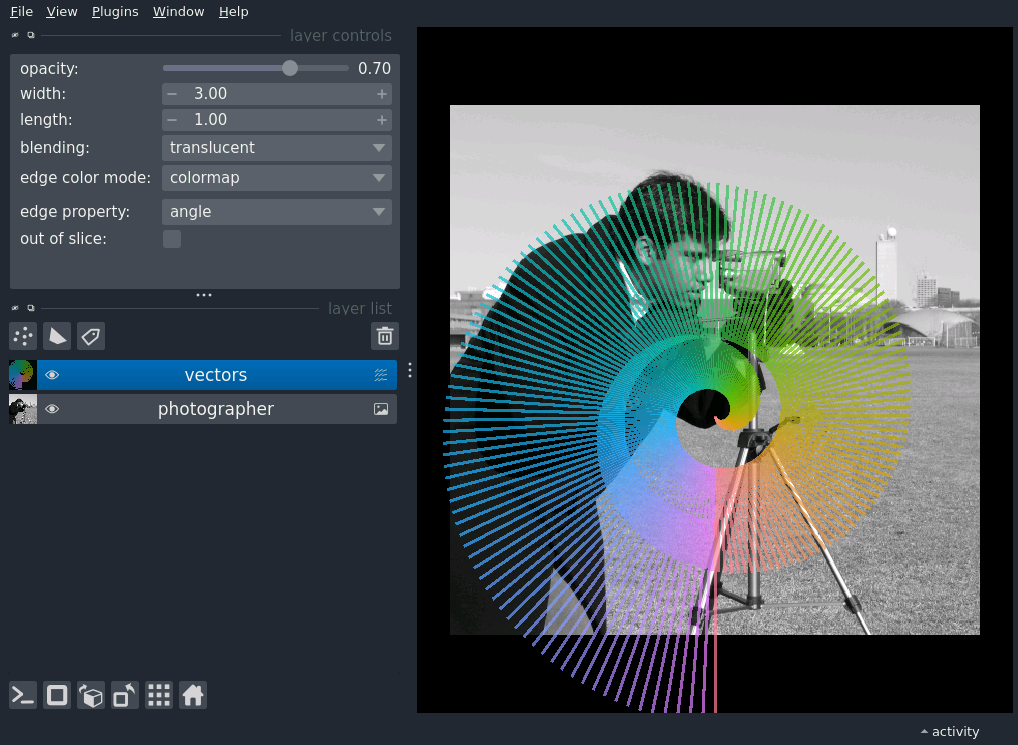 File View Plugins Window Help
layer controls
opacity: 0.70
width: − 3.00 +
length: − 1.00 +
blending: translucent
edge color mode: colormap
edge property: angle
out of slice:
layer list
vectors
photographer
activity